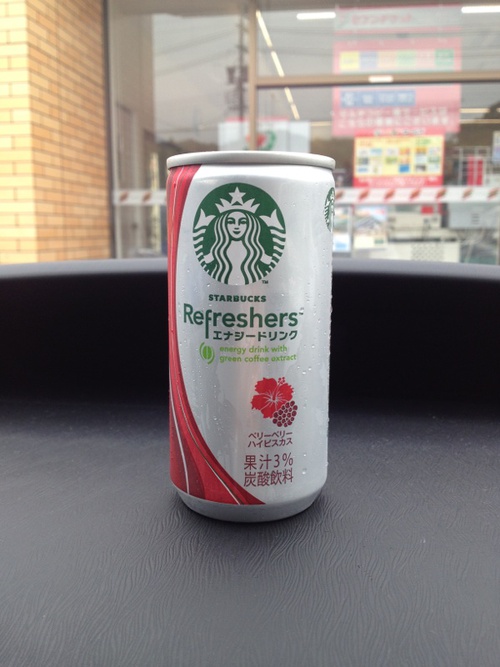 STARBUCKS
Refreshers™
エナジードリンク
energy drink with
green coffee extract
ベリーベリー
ハイビスカス
果汁3%
炭酸飲料